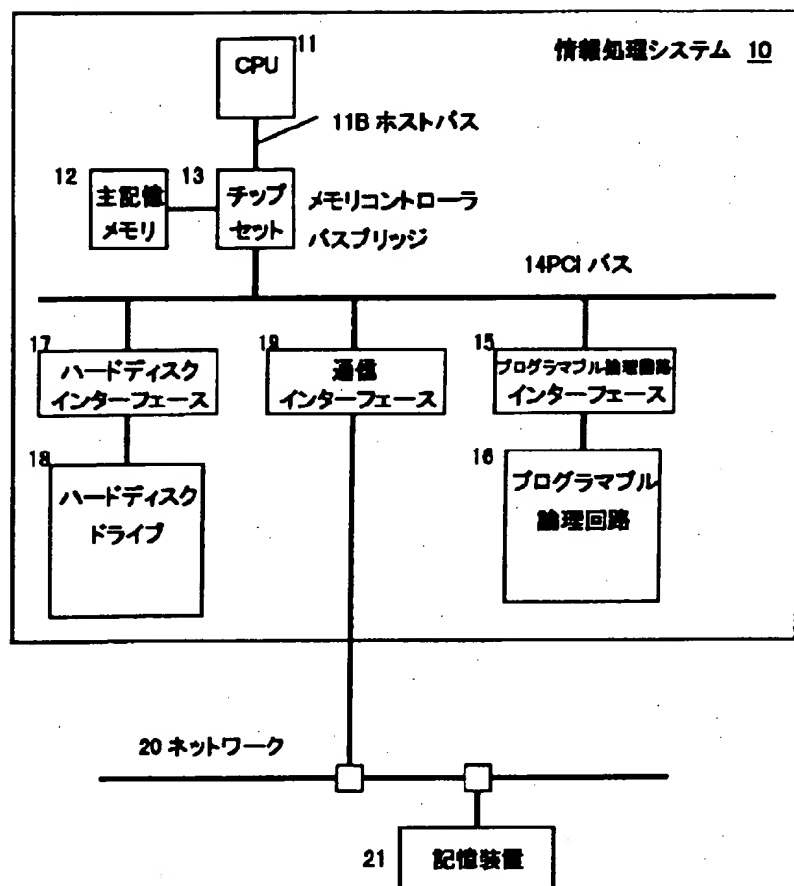 11
CPU
情報処理システム 10
11B ホストバス
12
13
主記憶
メモリ
チップ
セット
メモリコントローラ
バスブリッジ
14PCI バス
17
ハードディスク
インターフェース
19
通信
インターフェース
15
プログラマブル論理回路
インターフェース
18
ハードディスク
ドライブ
16
プログラマブル
論理回路
20 ネットワーク
21
記憶装置